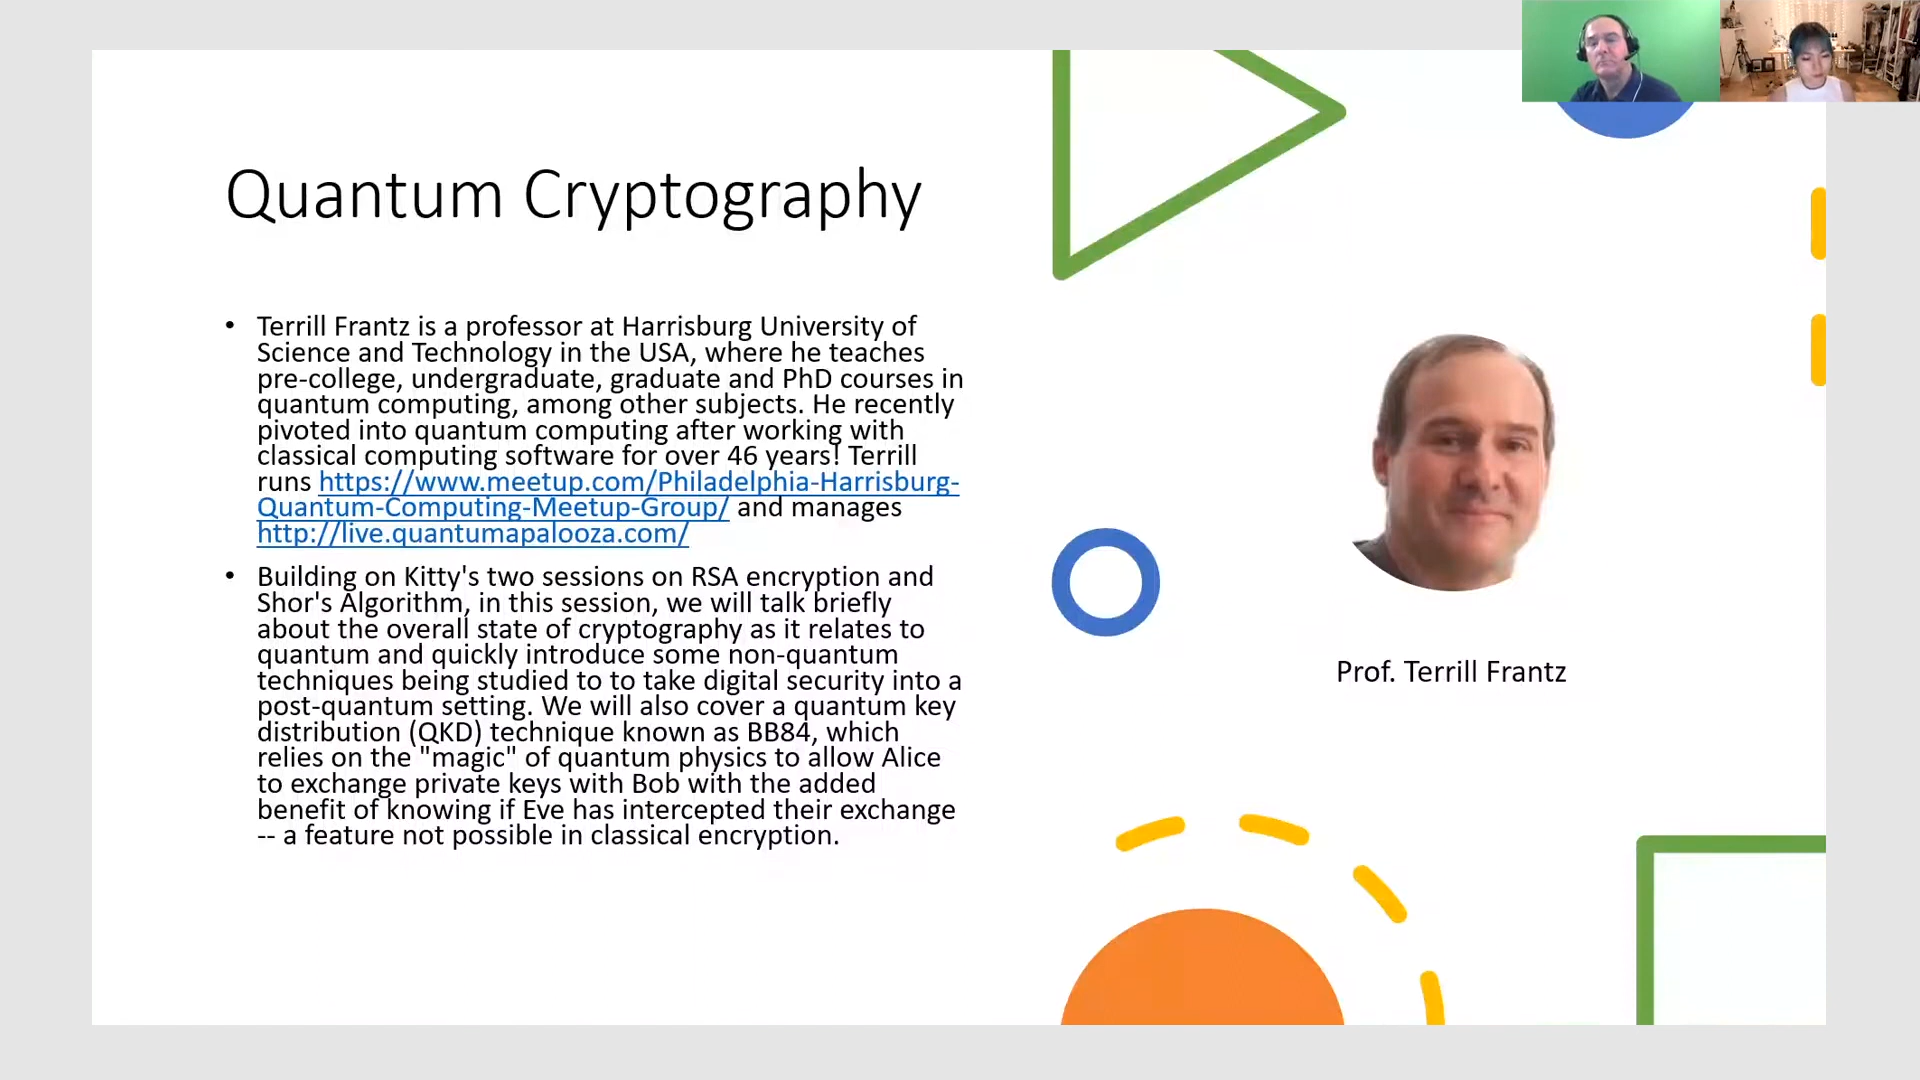 Quantum Cryptography
• Terrill Frantz is a professor at Harrisburg University of
Science and Technology in the USA, where he teaches
pre-college, undergraduate, graduate and PhD courses in
quantum computing, among other subjects. He recently
pivoted into quantum computing after working with
classical computing software for over 46 years! Terrill
runs https://www.meetup.com/Philadelphia-Harrisburg-
Quantum-Computing-Meetup-Group/ and manages
http://live.quantumapalooza.com/
• Building on Kitty's two sessions on RSA encryption and
Shor's Algorithm, in this session, we will talk briefly
about the overall state of cryptography as it relates to
quantum and quickly introduce some non-quantum
techniques being studied to to take digital security into a
post-quantum setting. We will also cover a quantum key
distribution (QKD) technique known as BB84, which
relies on the "magic" of quantum physics to allow Alice
to exchange private keys with Bob with the added
benefit of knowing if Eve has intercepted their exchange
-- a feature not possible in classical encryption.
Prof. Terrill Frantz